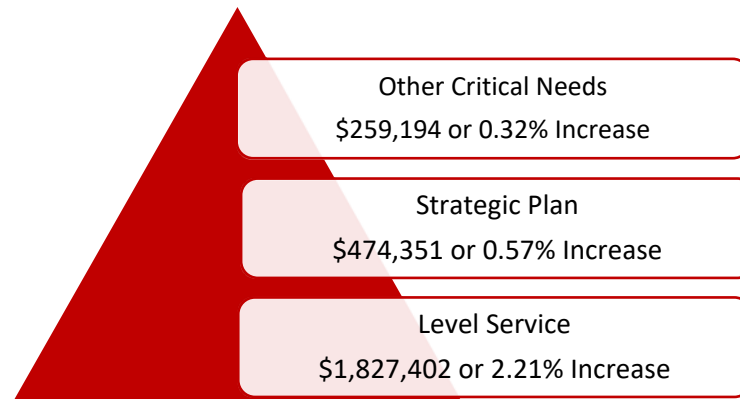 Other Critical Needs
$259,194 or 0.32% Increase
Strategic Plan
$474,351 or 0.57% Increase
Level Service
$1,827,402 or 2.21% Increase